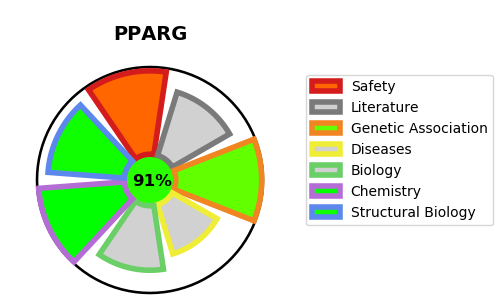 PPARG
91%
Safety
Literature
Genetic Association
Diseases
Biology
Chemistry
Structural Biology